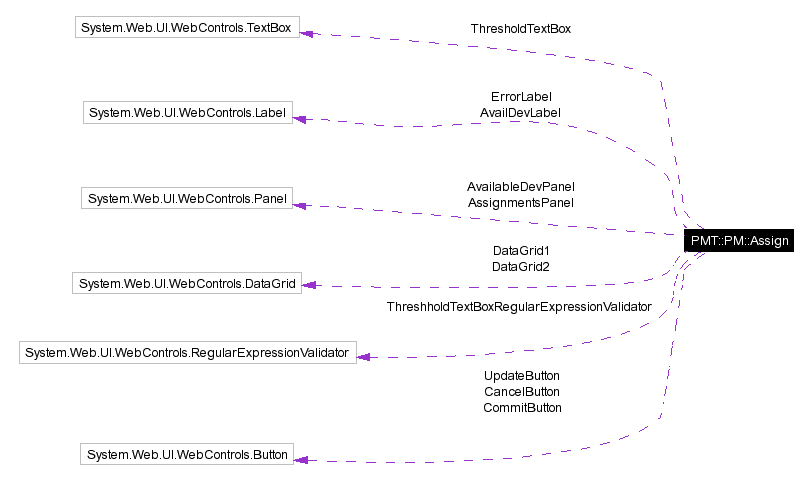 System.Web.UI.WebControls.TextBox
ThresholdTextBox
System.Web.UI.WebControls.Label
ErrorLabel
AvailDevLabel
System.Web.UI.WebControls.Panel
AvailableDevPanel
AssignmentsPanel
PMT::PM::Assign
System.Web.UI.WebControls.DataGrid
DataGrid1
DataGrid2
ThreshholdTextBoxRegularExpressionValidator
System.Web.UI.WebControls.RegularExpressionValidator
UpdateButton
CancelButton
CommitButton
System.Web.UI.WebControls.Button